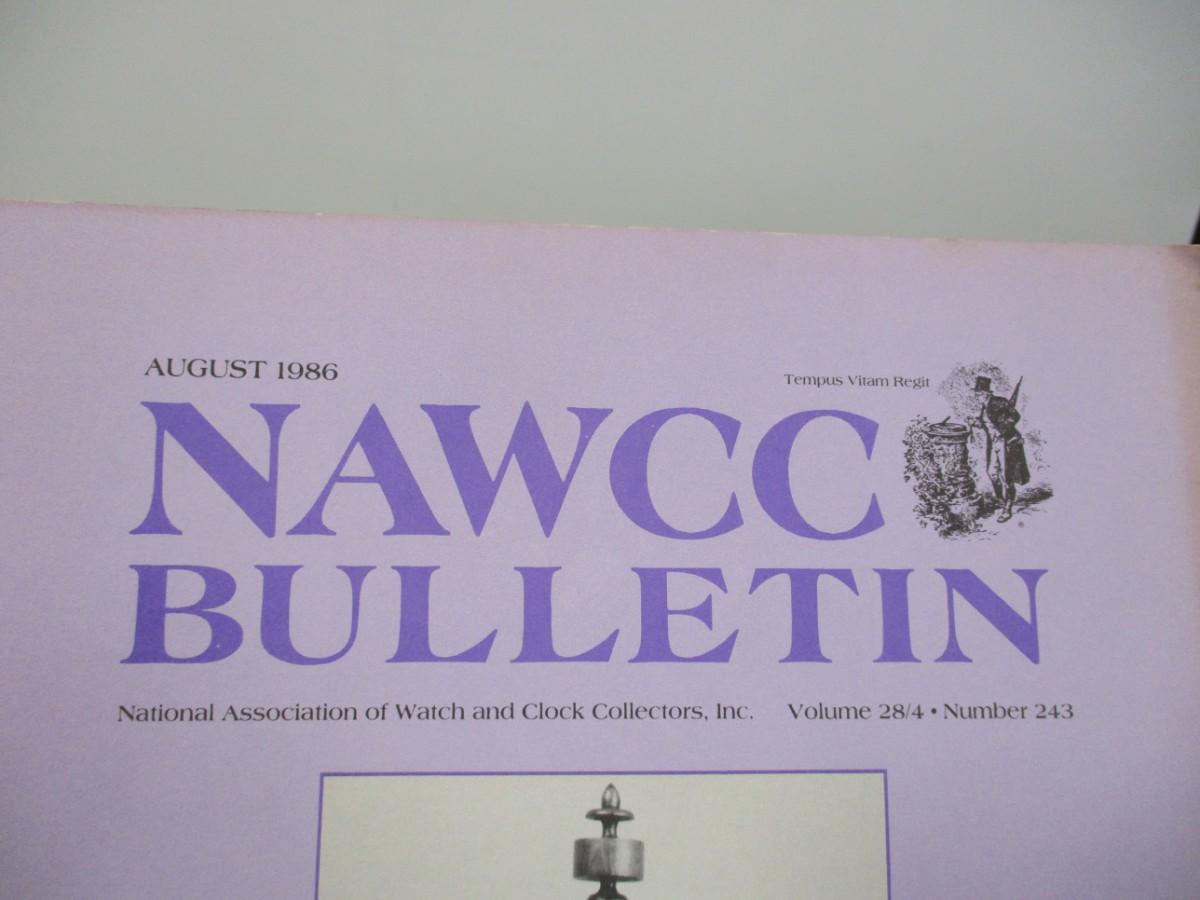 AUGUST 1986
Tempus Vitam Regit
NAWCC
BULLETIN
National Association of Watch and Clock Collectors, Inc. Volume 28/4 • Number 243